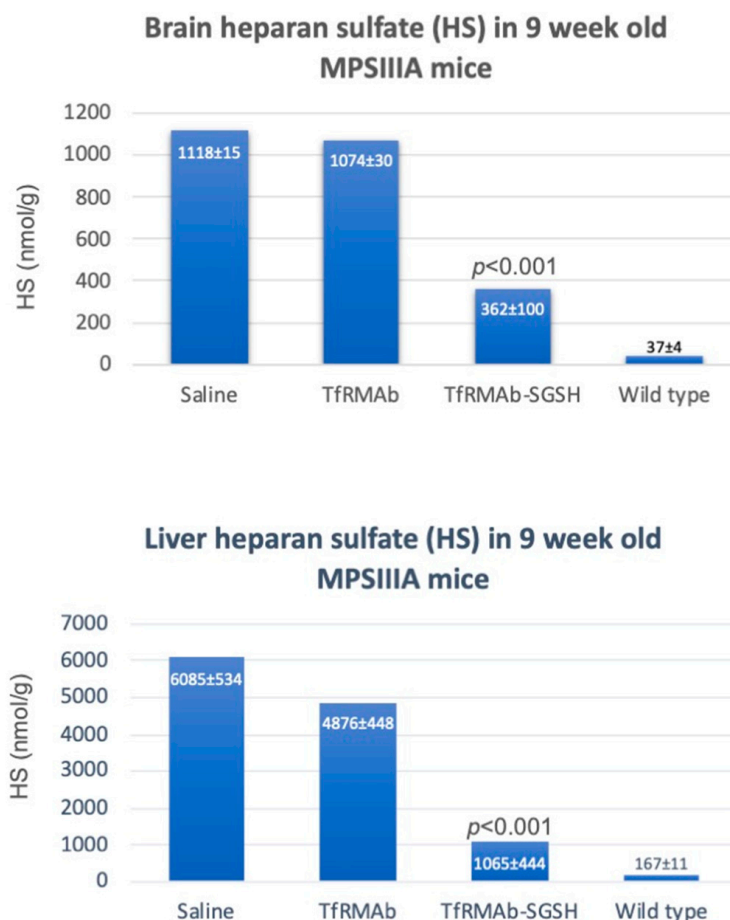 Brain heparan sulfate (HS) in 9 week old
MPSIIIA mice
HS (nmol/g)
1200
1000
800
600
400
200
0
1118±15
1074±30
p<0.001
362±100
37±4
Saline TfRMAb TfRMAb-SGSH Wild type
Liver heparan sulfate (HS) in 9 week old
MPSIIIA mice
HS (nmol/g)
7000
6000
5000
4000
3000
2000
1000
0
6085±534
4876±448
p<0.001
1065±444
167±11
Saline TfRMAb TfRMAb-SGSH Wild type